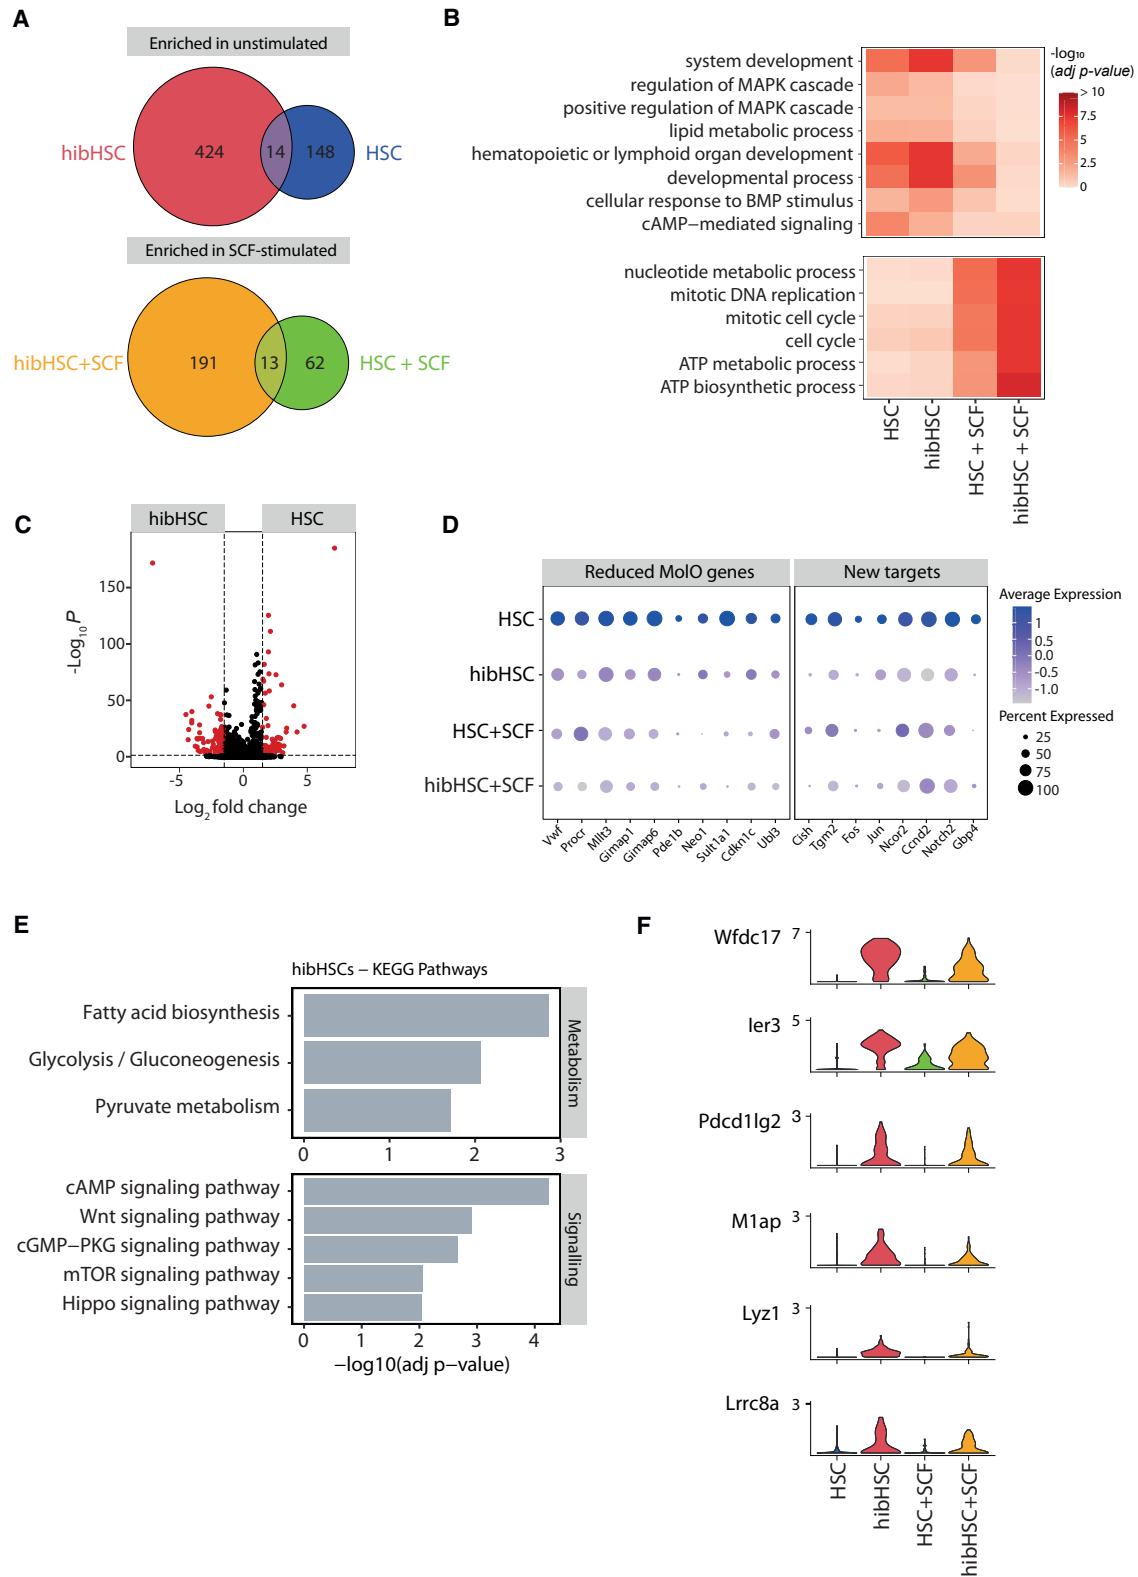 A
Enriched in unstimulated
hibHSC
424
14
148
HSC
Enriched in SCF-stimulated
hibHSC+SCF
191
13
62
HSC + SCF
B
system development
regulation of MAPK cascade
positive regulation of MAPK cascade
lipid metabolic process
hematopoietic or lymphoid organ development
developmental process
cellular response to BMP stimulus
cAMP−mediated signaling
nucleotide metabolic process
mitotic DNA replication
mitotic cell cycle
cell cycle
ATP metabolic process
ATP biosynthetic process
HSC
hibHSC
HSC + SCF
hibHSC + SCF
-log₁₀
(adj p-value)
> 10
7.5
5
2.5
0
C
hibHSC
HSC
-Log₁₀ P
150
100
50
0
-5
0
5
Log₂ fold change
D
Reduced MolO genes
New targets
HSC
hibHSC
HSC+SCF
hibHSC+SCF
Vwf
Procr
Mllt3
Gimap1
Gimap6
Pde1b
Neo1
Sult1a1
Cdkn1c
Ubl3
Cish
Tgm2
Fos
Jun
Ncor2
Ccnd2
Notch2
Gbp4
Average Expression
1
0.5
0.0
-0.5
-1.0
Percent Expressed
25
50
75
100
E
hibHSCs − KEGG Pathways
Fatty acid biosynthesis
Glycolysis / Gluconeogenesis
Pyruvate metabolism
Metabolism
0
1
2
3
cAMP signaling pathway
Wnt signaling pathway
cGMP−PKG signaling pathway
mTOR signaling pathway
Hippo signaling pathway
Signalling
0
1
2
3
4
−log10(adj p−value)
F
Wfdc17
7
Ier3
5
Pdcd1lg2
3
M1ap
3
Lyz1
3
Lrrc8a
3
HSC
hibHSC
HSC+SCF
hibHSC+SCF